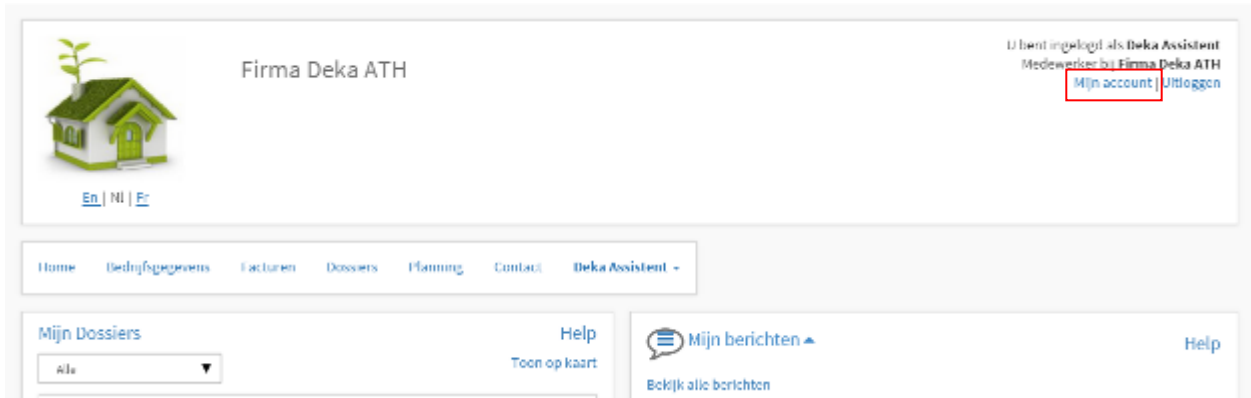 U bent ingelogd als Deka Assistent
Medewerker bij Firma Deka ATH
Mijn account | Uitloggen
Firma Deka ATH
En | Nl | Fr
Home Bedrijfsgegevens Facturen Dossiers Planning Contact Deka Assistent
Mijn Dossiers Help
Alle Toon op kaart
Mijn berichten Help
Bekijk alle berichten